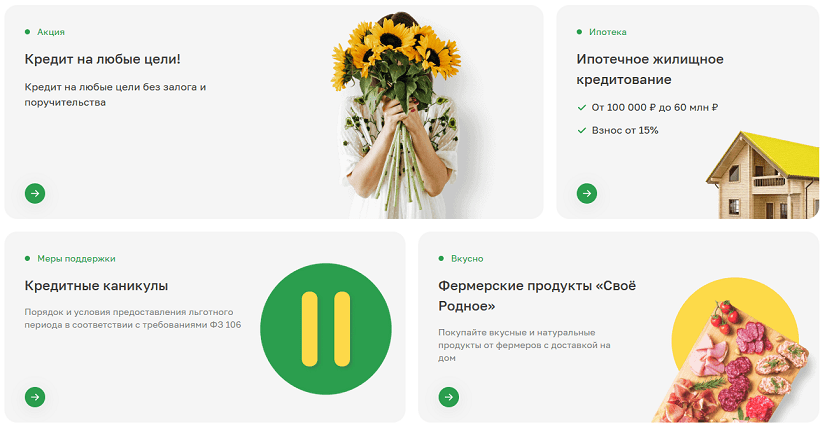 Акция
Кредит на любые цели!
Кредит на любые цели без залога и
поручительства
Ипотека
Ипотечное жилищное
кредитование
От 100 000 ₽ до 60 млн ₽
Взнос от 15%
Меры поддержки
Кредитные каникулы
Порядок и условия предоставления льготного
периода в соответствии с требованиями ФЗ 106
Вкусно
Фермерские продукты «Своё
Родное»
Покупайте вкусные и натуральные
продукты от фермеров с доставкой на
дом